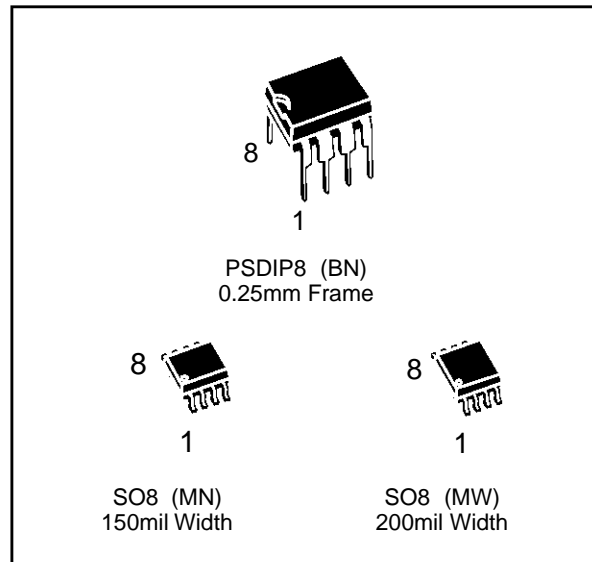 8
1
PSDIP8 (BN)
0.25mm Frame
8
1
SO8 (MN)
150mil Width
8
1
SO8 (MW)
200mil Width